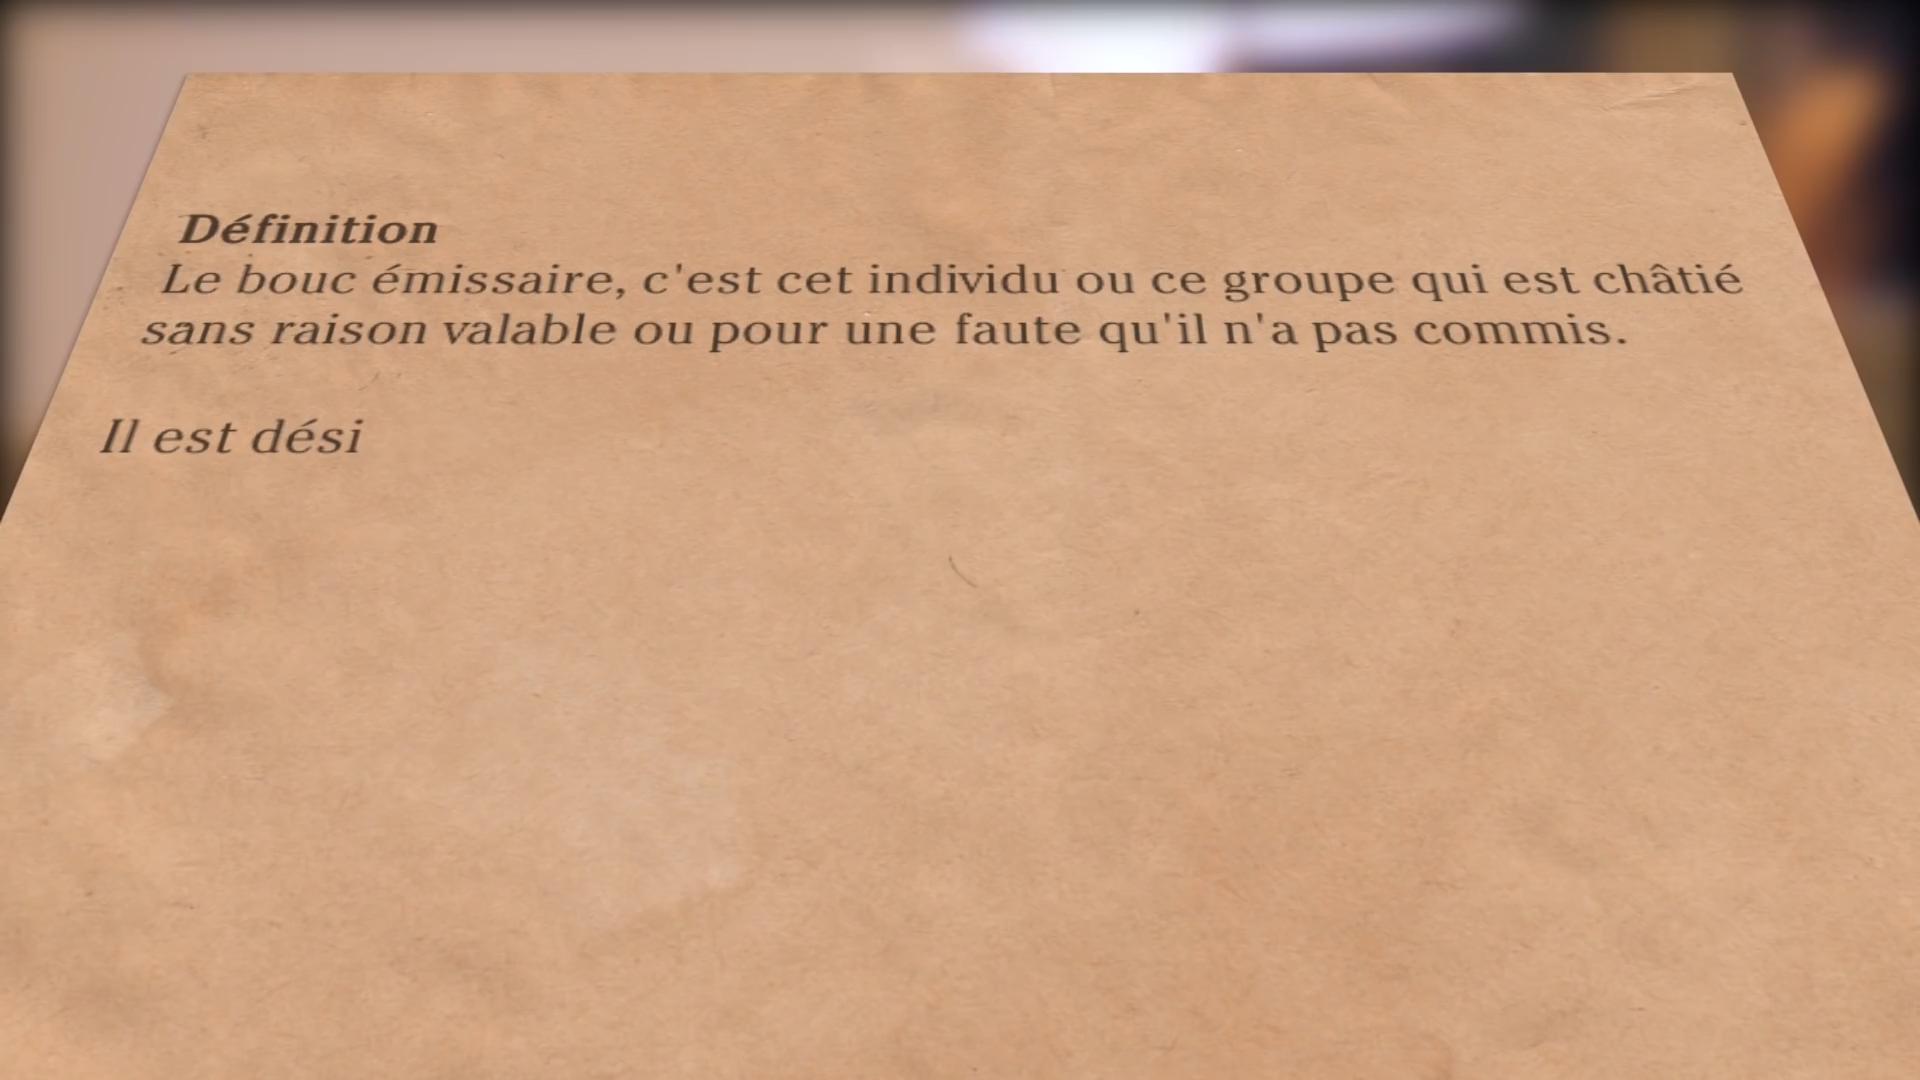 Définition
Le bouc émissaire, c'est cet individu ou ce groupe qui est châtié
sans raison valable ou pour une faute qu'il n'a pas commis.
Il est dési